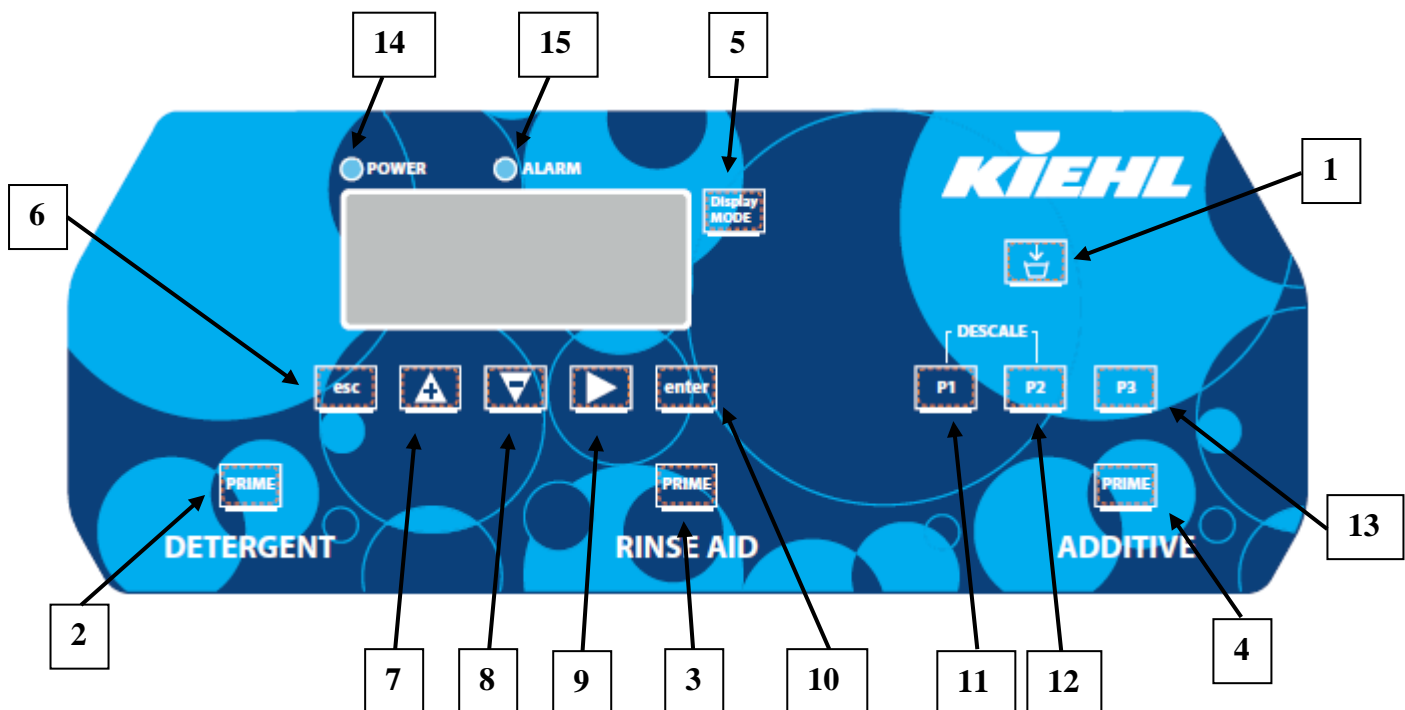 14 15 5
POWER ALARM
KIEHL
1
Display
MODE
6
DESCALE
esc + - enter P1 P2 P3
PRIME PRIME PRIME
13
DETERGENT RINSE AID ADDITIVE
2 4
7 8 9 3 10 11 12